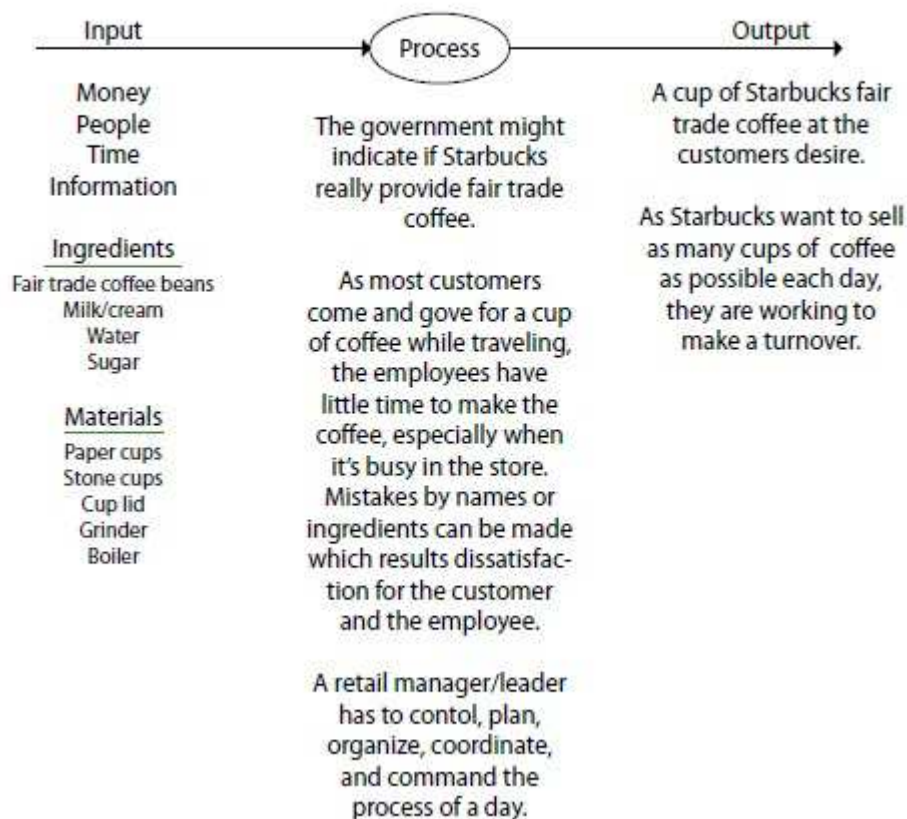 Input
Money
People
Time
Information
Ingredients
Fair trade coffee beans
Milk/cream
Water
Sugar
Materials
Paper cups
Stone cups
Cup lid
Grinder
Boiler
Process
The government might
indicate if Starbucks
really provide fair trade
coffee.
As most customers
come and gove for a cup
of coffee while traveling,
the employees have
little time to make the
coffee, especially when
it's busy in the store.
Mistakes by names or
ingredients can be made
which results dissatisfac-
tion for the customer
and the employee.
A retail manager/leader
has to contol, plan,
organize, coordinate,
and command the
process of a day.
Output
A cup of Starbucks fair
trade coffee at the
customers desire.
As Starbucks want to sell
as many cups of coffee
as possible each day,
they are working to
make a turnover.